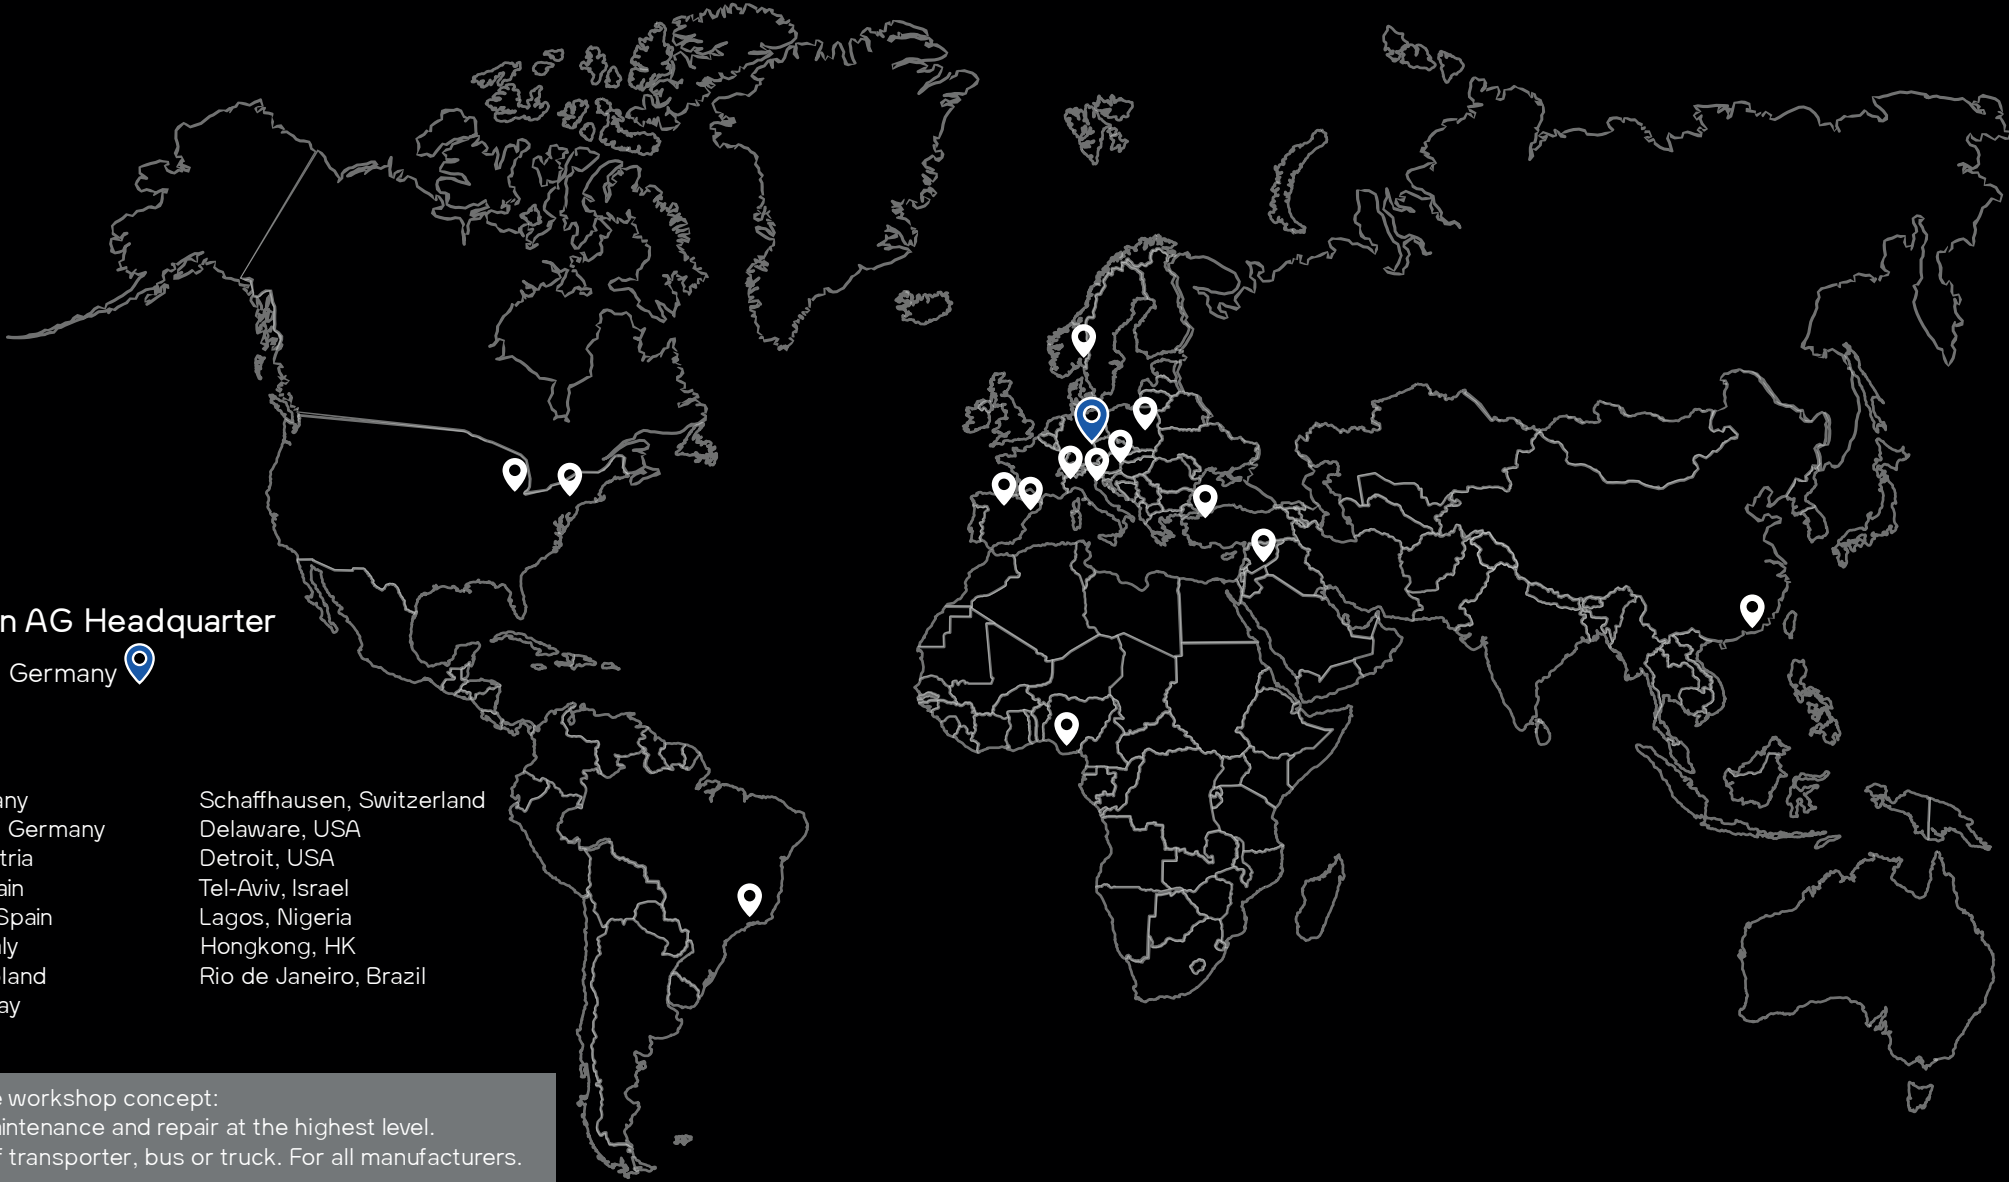 n AG Headquarter
Germany
any
Germany
tria
ain
Spain
ly
land
ay
Schaffhausen, Switzerland
Delaware, USA
Detroit, USA
Tel-Aviv, Israel
Lagos, Nigeria
Hongkong, HK
Rio de Janeiro, Brazil
e workshop concept:
intenance and repair at the highest level.
f transporter, bus or truck. For all manufacturers.